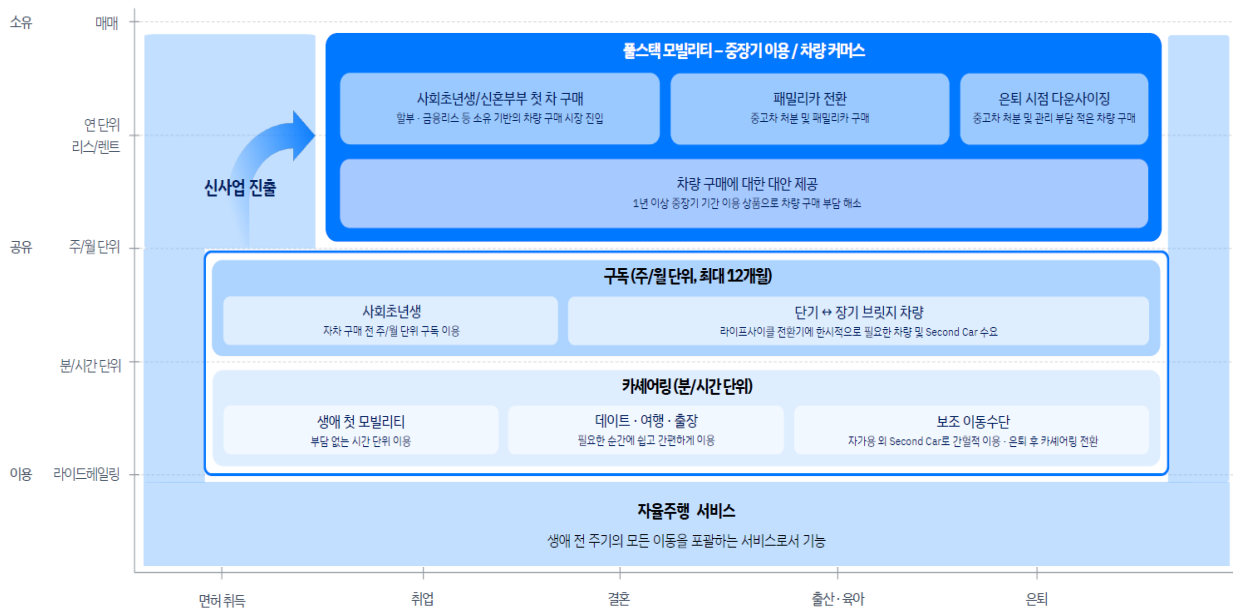 소유
매매
풀스택 모빌리티 – 중장기 이용 / 차량 커머스
사회초년생/신혼부부 첫 차 구매
할부 · 금융리스 등 소유 기반의 차량 구매 시장 진입
패밀리카 전환
중고차 처분 및 패밀리카 구매
은퇴 시점 다운사이징
중고차 처분 및 관리 부담 적은 차량 구매
연 단위
리스/렌트
신사업 진출
차량 구매에 대한 대안 제공
1년 이상 중장기 기간 이용 상품으로 차량 구매 부담 해소
공유
주/월 단위
구독 (주/월 단위, 최대 12개월)
사회초년생
자차 구매 전 주/월 단위 구독 이용
단기 ↔ 장기 브릿지 차량
라이프사이클 전환기에 한시적으로 필요한 차량 및 Second Car 수요
분/시간 단위
카셰어링 (분/시간 단위)
생애 첫 모빌리티
부담 없는 시간 단위 이용
데이트 · 여행 · 출장
필요한 순간에 쉽고 간편하게 이용
보조 이동수단
자가용 외 Second Car로 간헐적 이용 · 은퇴 후 카셰어링 전환
이용
라이드헤일링
자율주행 서비스
생애 전 주기의 모든 이동을 포괄하는 서비스로서 기능
면허 취득
취업
결혼
출산 · 육아
은퇴